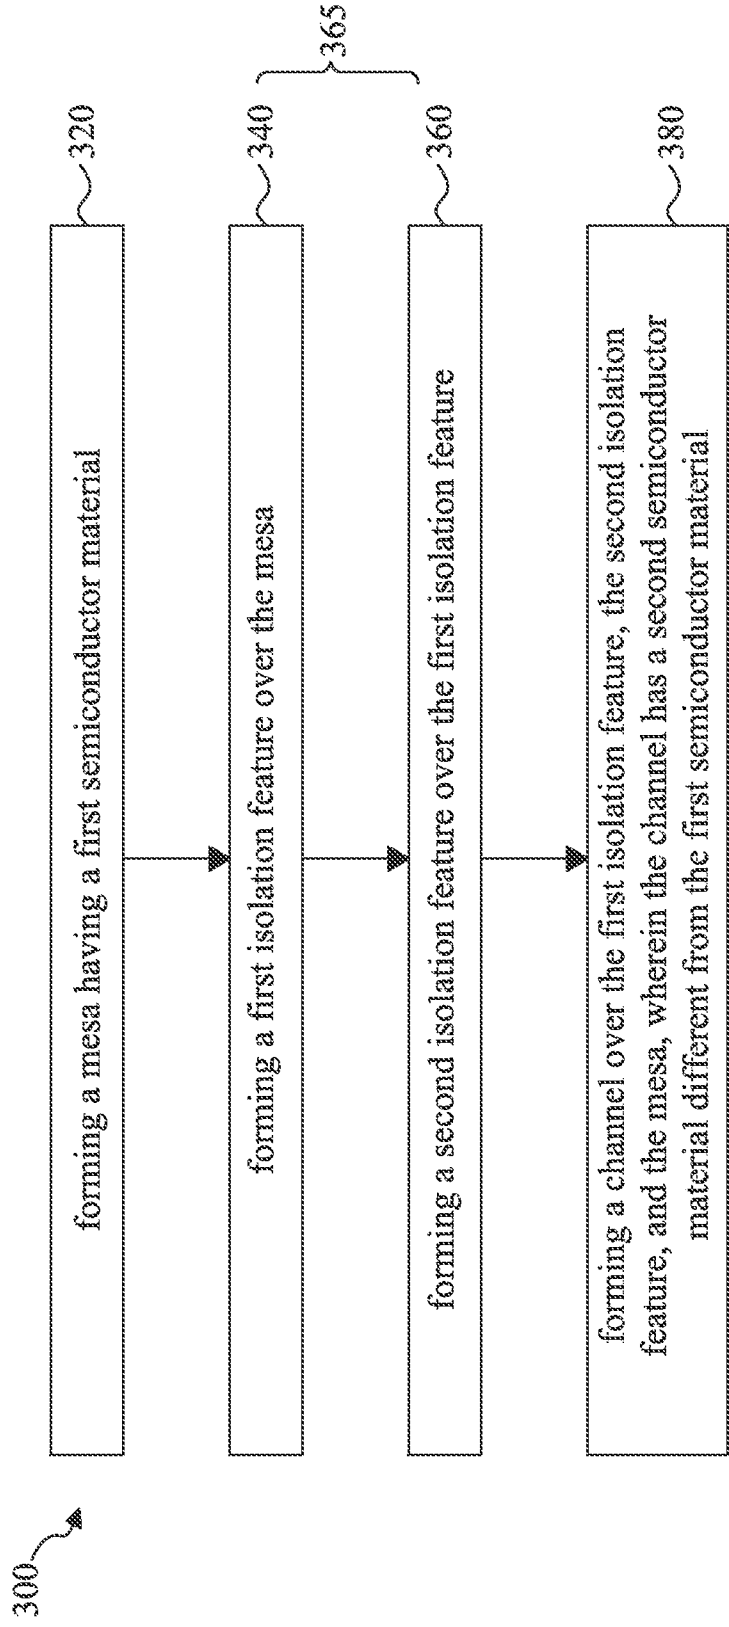 300
forming a mesa having a first semiconductor material
320
forming a first isolation feature over the mesa
340
365
forming a second isolation feature over the first isolation feature
360
forming a channel over the first isolation feature, the second isolation
feature, and the mesa, wherein the channel has a second semiconductor
material different from the first semiconductor material
380